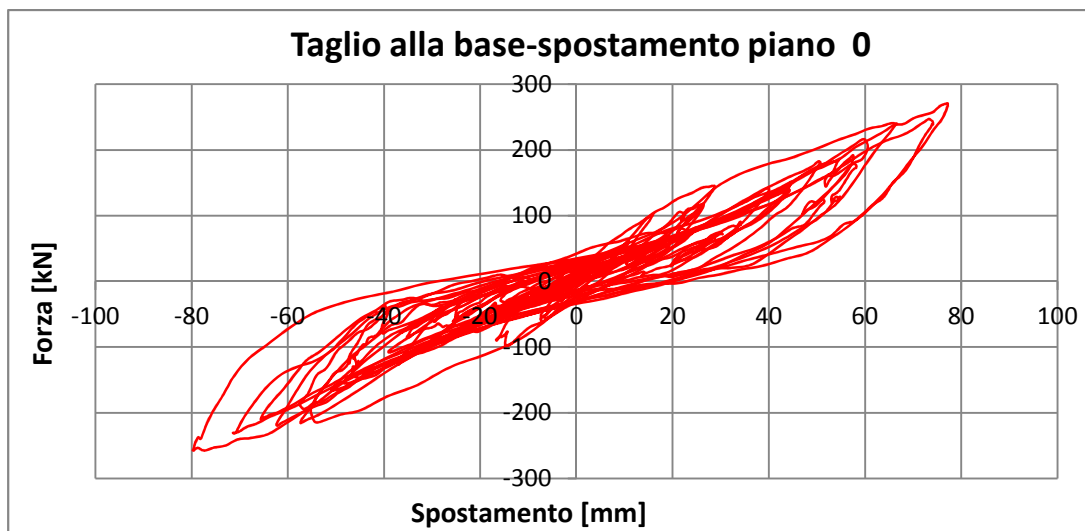 Taglio alla base-spostamento piano  0
300
200
100
0
-100
-200
-300
-100 -80 -60 -40 -20 0 20 40 60 80 100
Forza [kN]
Spostamento [mm]